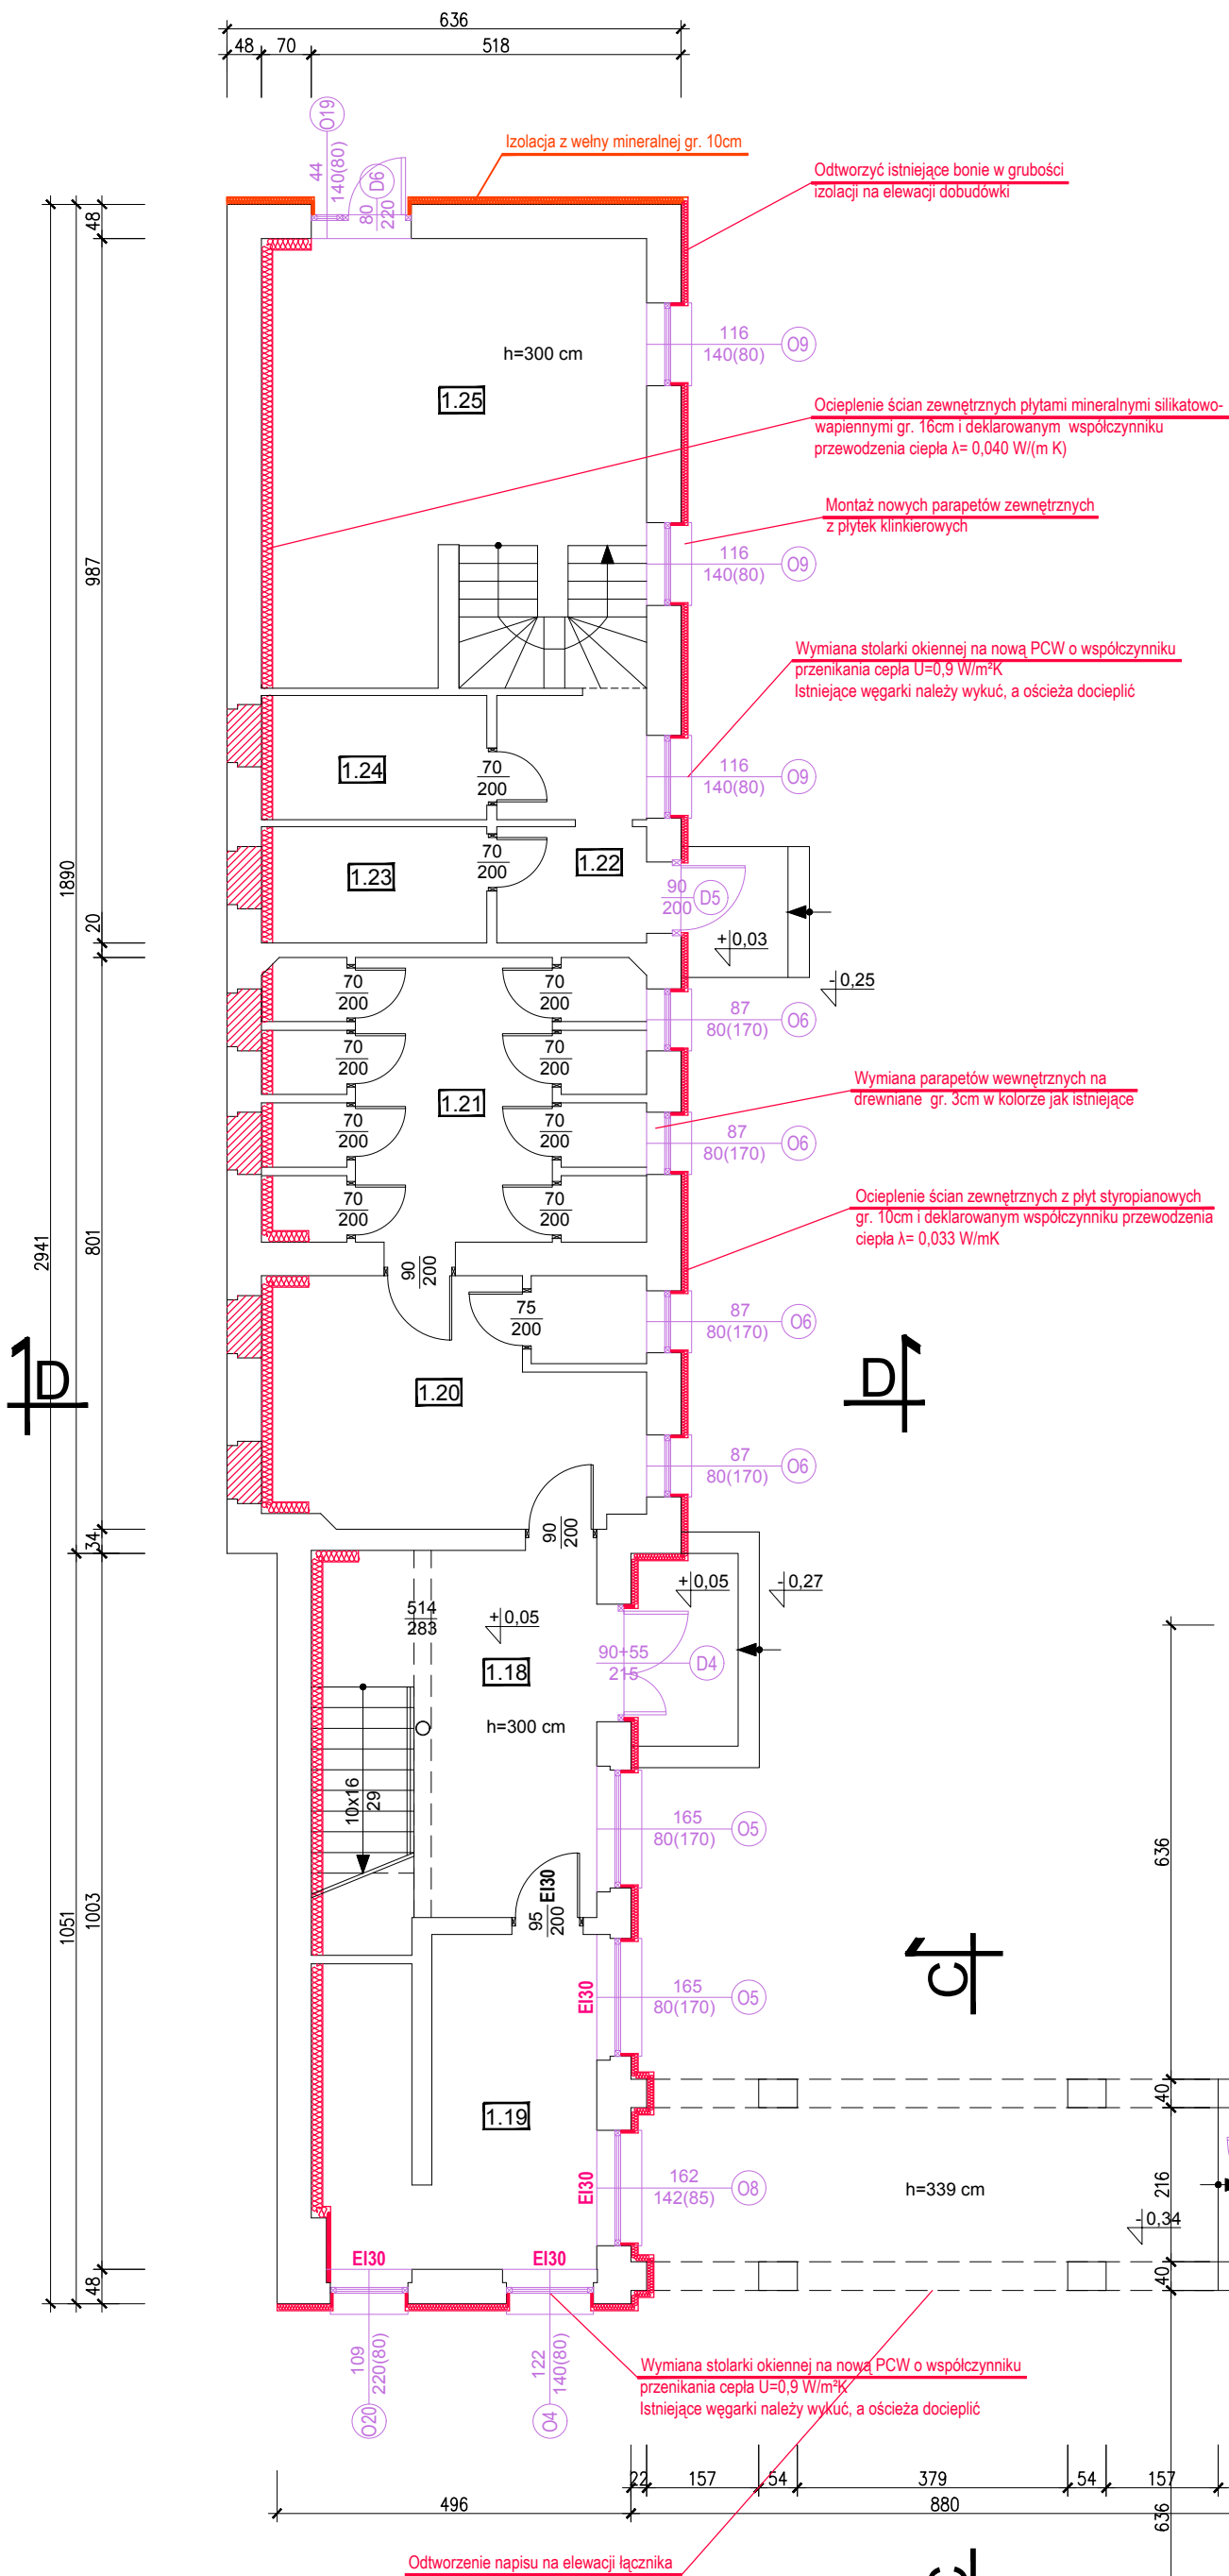 636
48
70
518
O19
44
140(80)
D6
80
220
Izolacja z wełny mineralnej gr. 10cm
Odtworzyć istniejące bonie w grubości
izolacji na elewacji dobudówki
48
h=300 cm
116
140(80)
O9
1.25
Ocieplenie ścian zewnętrznych płytami mineralnymi silikatowo-
wapiennymi gr. 16cm i deklarowanym współczynniku
przewodzenia ciepła λ= 0,040 W/(m K)
Montaż nowych parapetów zewnętrznych
z płytek klinkierowych
987
116
140(80)
O9
Wymiana stolarki okiennej na nową PCW o współczynniku
przenikania cepła U=0,9 W/m²K
Istniejące węgarki należy wykuć, a ościeża docieplić
1.24
70
200
116
140(80)
O9
1890
1.23
70
200
1.22
90
200
D5
20
+0,03
-0,25
70
200
70
200
87
80(170)
O6
70
200
70
200
1.21
Wymiana parapetów wewnętrznych na
drewniane gr. 3cm w kolorze jak istniejące
70
200
70
200
87
80(170)
O6
70
200
70
200
Ocieplenie ścian zewnętrznych z płyt styropianowych
gr. 10cm i deklarowanym współczynniku przewodzenia
ciepła λ= 0,033 W/mK
2941
801
90
200
75
200
87
80(170)
O6
D
D
1.20
87
80(170)
O6
34
90
200
514
283
+0,05
+0,05
-0,27
1.18
90+55
215
D4
h=300 cm
10x16
29
165
80(170)
O5
636
1051
1003
95
200
EI30
C
EI30
165
80(170)
O5
40
1.19
EI30
162
142(85)
O8
h=339 cm
216
-0,34
EI30
EI30
48
40
109
220(80)
O20
122
140(80)
O4
Wymiana stolarki okiennej na nową PCW o współczynniku
przenikania cepła U=0,9 W/m²K
Istniejące węgarki należy wykuć, a ościeża docieplić
22
157
54
379
54
157
496
880
636
Odtworzenie napisu na elewacji łącznika